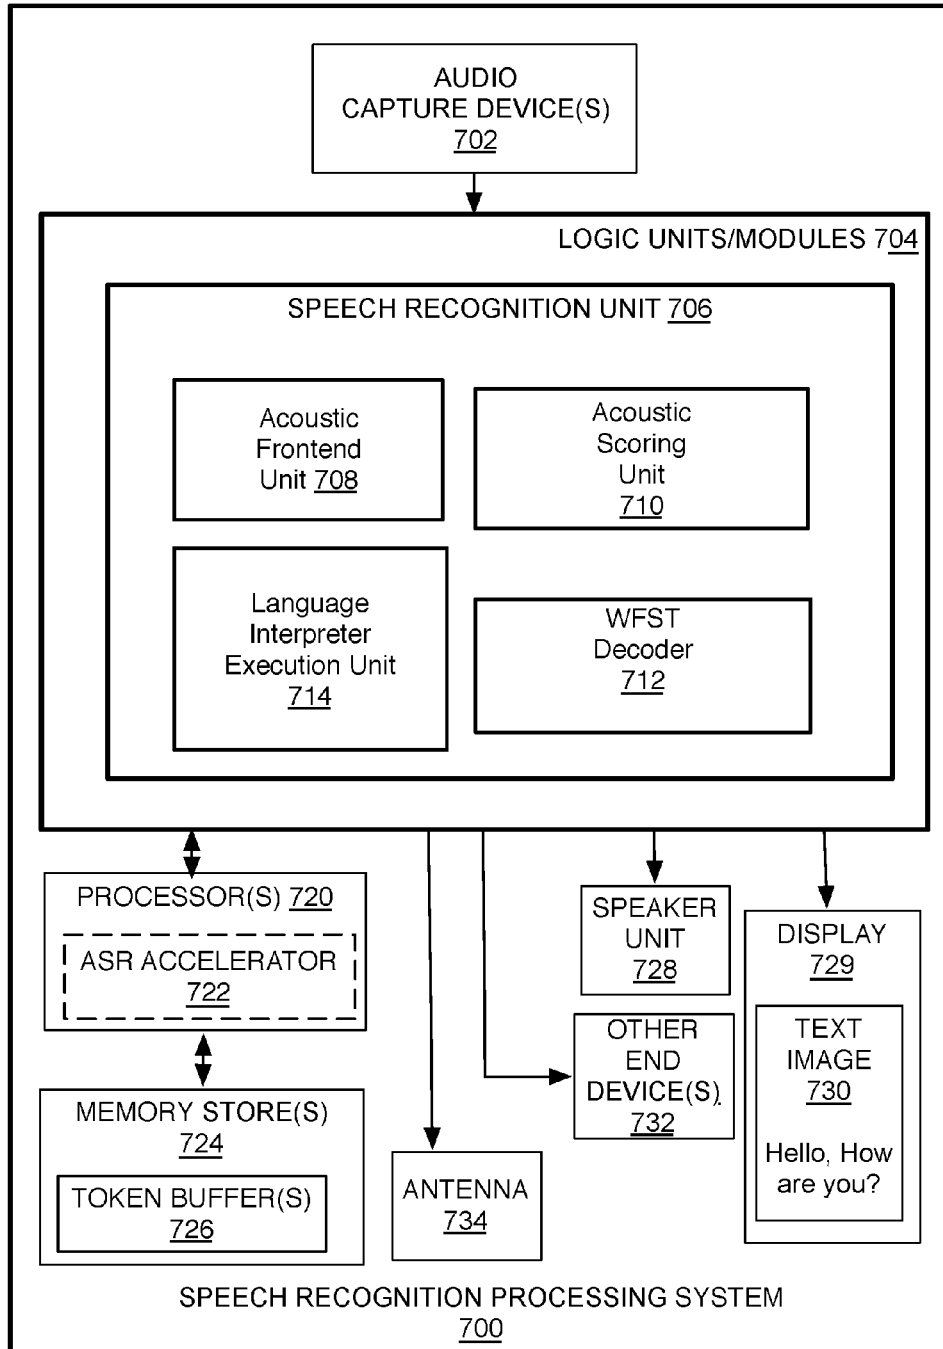 AUDIO
CAPTURE DEVICE(S)
702
LOGIC UNITS/MODULES 704
SPEECH RECOGNITION UNIT 706
Acoustic
Frontend
Unit 708
Acoustic
Scoring
Unit
710
Language
Interpreter
Execution Unit
714
WFST
Decoder
712
PROCESSOR(S) 720
ASR ACCELERATOR
722
MEMORY STORE(S)
724
TOKEN BUFFER(S)
726
ANTENNA
734
SPEAKER
UNIT
728
OTHER
END
DEVICE(S)
732
DISPLAY
729
TEXT
IMAGE
730
Hello, How
are you?
SPEECH RECOGNITION PROCESSING SYSTEM
700